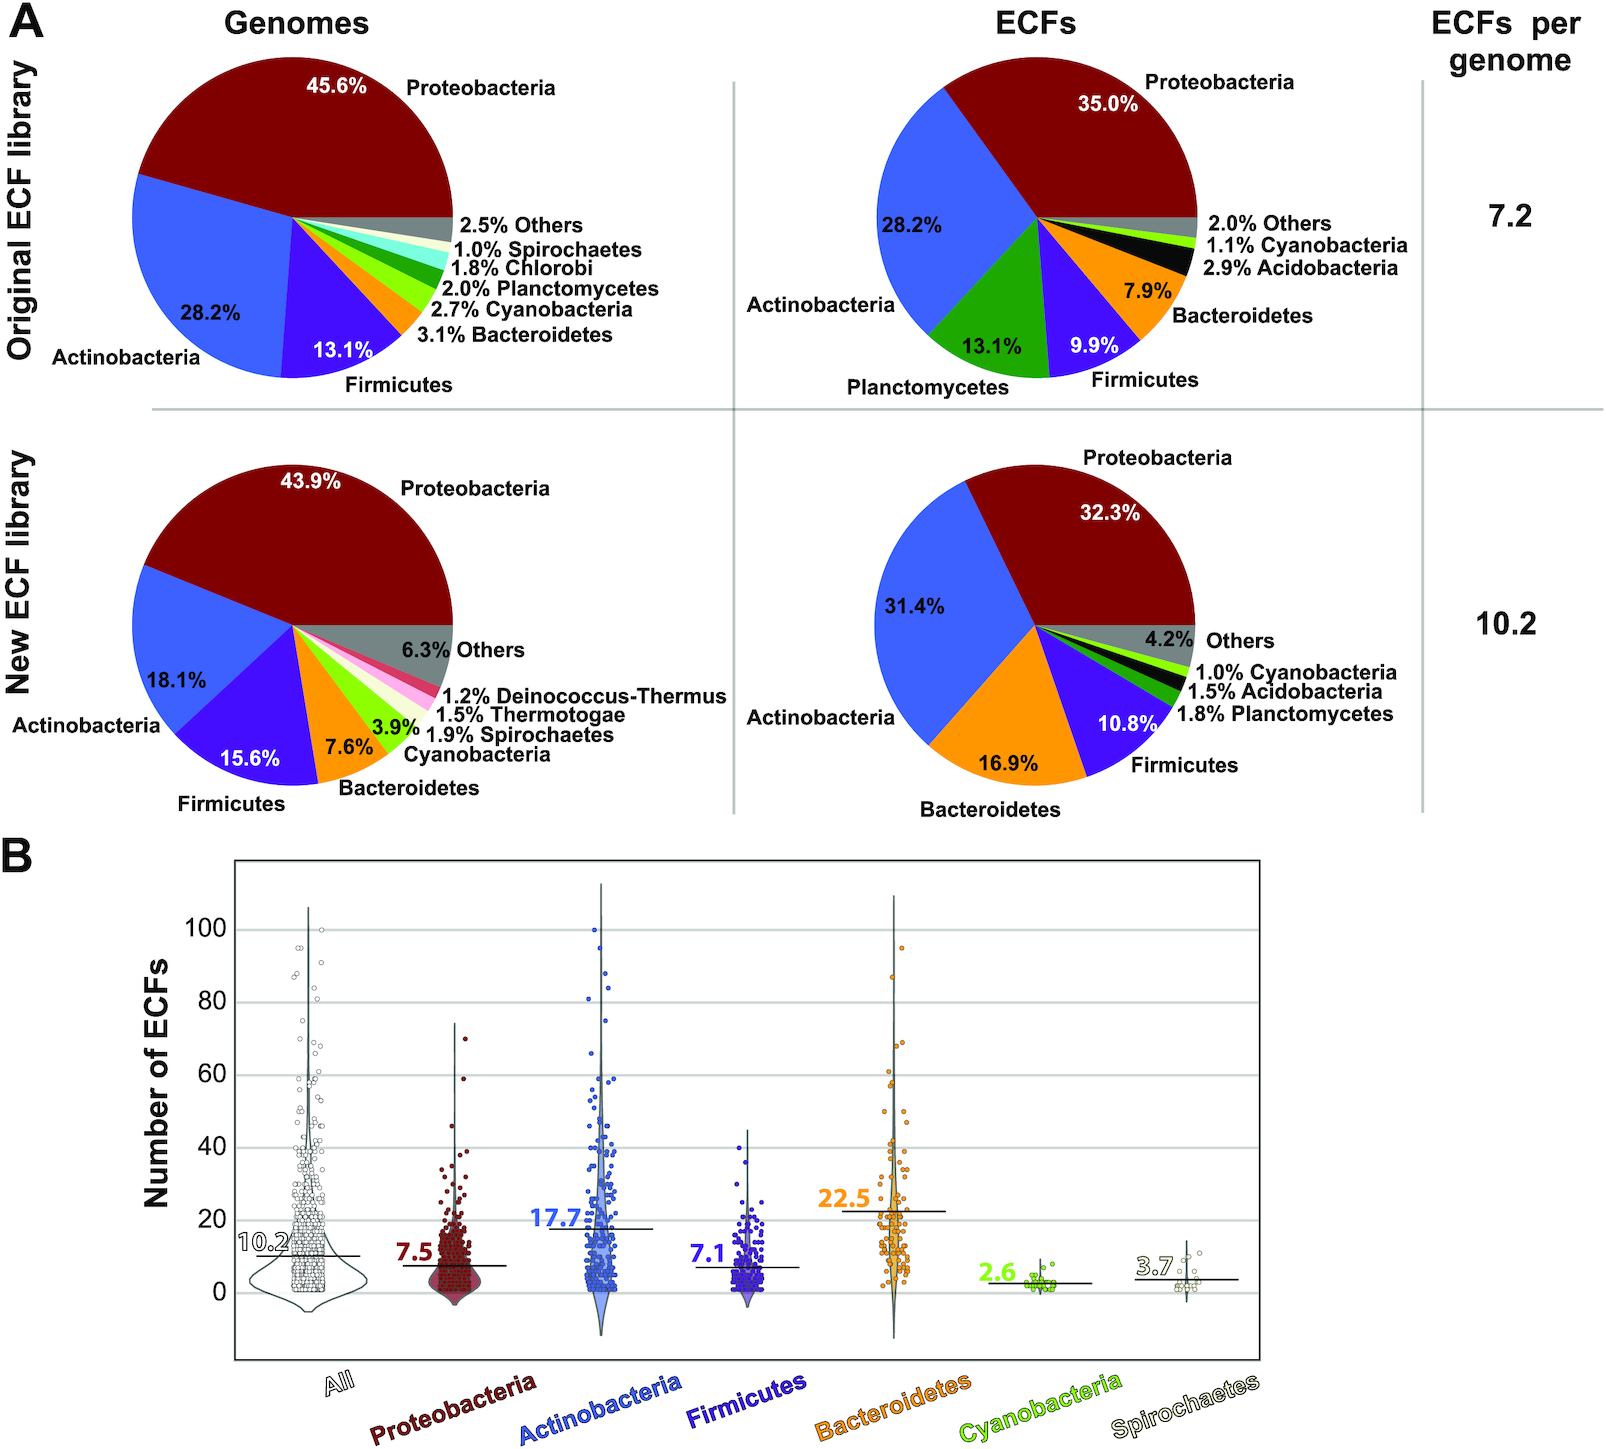 A
Genomes
ECFs
ECFs per
genome
Original ECF library
45.6%
Proteobacteria
28.2%
Actinobacteria
13.1%
Firmicutes
2.5% Others
1.0% Spirochaetes
1.8% Chlorobi
2.0% Planctomycetes
2.7% Cyanobacteria
3.1% Bacteroidetes
Proteobacteria
35.0%
28.2%
Actinobacteria
13.1%
Planctomycetes
9.9%
Firmicutes
7.9%
Bacteroidetes
2.0% Others
1.1% Cyanobacteria
2.9% Acidobacteria
7.2
New ECF library
43.9%
Proteobacteria
18.1%
Actinobacteria
15.6%
Firmicutes
7.6%
Bacteroidetes
3.9%
Cyanobacteria
6.3% Others
1.2% Deinococcus-Thermus
1.5% Thermotogae
1.9% Spirochaetes
Proteobacteria
32.3%
31.4%
Actinobacteria
16.9%
Bacteroidetes
10.8%
Firmicutes
4.2% Others
1.0% Cyanobacteria
1.5% Acidobacteria
1.8% Planctomycetes
10.2
B
Number of ECFs
100
80
60
40
20
0
10.2
7.5
17.7
7.1
22.5
2.6
3.7
All
Proteobacteria
Actinobacteria
Firmicutes
Bacteroidetes
Cyanobacteria
Spirochaetes